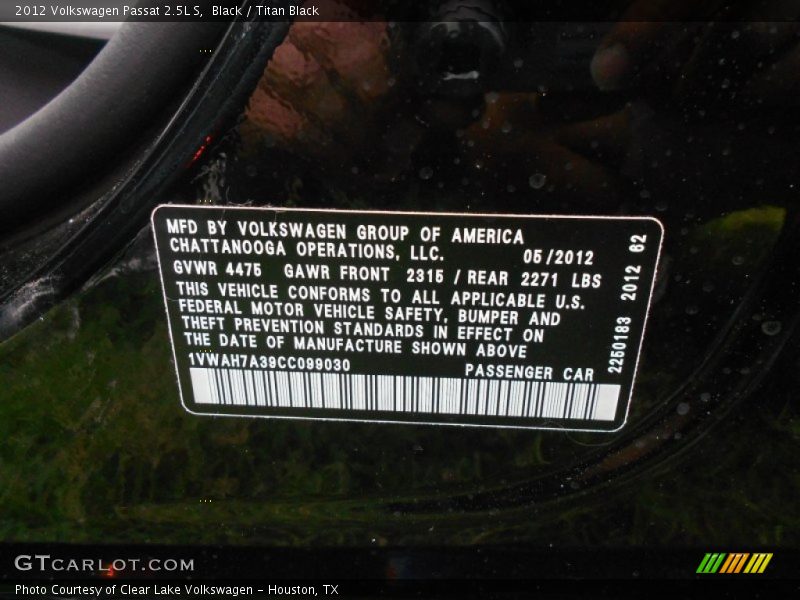 2012 Volkswagen Passat 2.5L S,  Black / Titan Black
MFD BY VOLKSWAGEN GROUP OF AMERICA
CHATTANOOGA OPERATIONS, LLC. 05/2012
GVWR 4475 GAWR FRONT 2315 / REAR 2271 LBS
THIS VEHICLE CONFORMS TO ALL APPLICABLE U.S.
FEDERAL MOTOR VEHICLE SAFETY, BUMPER AND
THEFT PREVENTION STANDARDS IN EFFECT ON
THE DATE OF MANUFACTURE SHOWN ABOVE
1VWAH7A39CC099030 PASSENGER CAR
2250183 2012 62
GTCARLOT.COM
Photo Courtesy of Clear Lake Volkswagen - Houston, TX